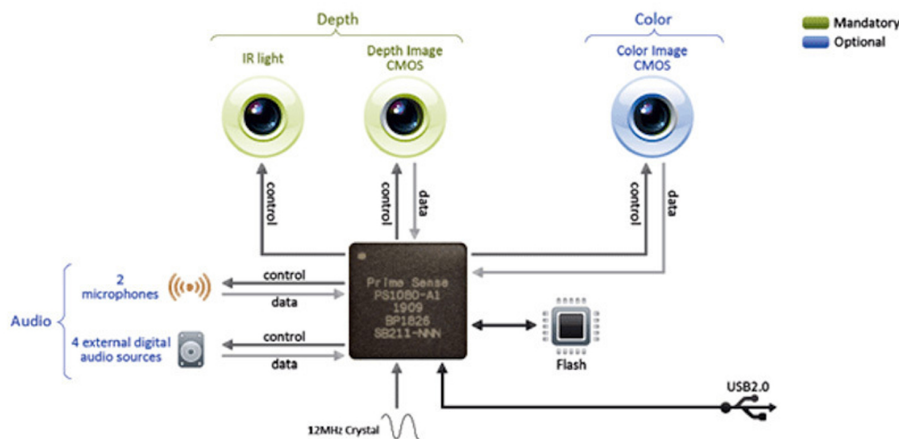 Depth
Color
Mandatory
Optional
IR light
Depth Image
CMOS
Color Image
CMOS
control
control
data
control
data
Audio
2
microphones
control
data
4 external digital
audio sources
control
data
Prime Sense
PS1080-A1
1909
BP1826
SB211-NNN
Flash
USB2.0
12MHz Crystal